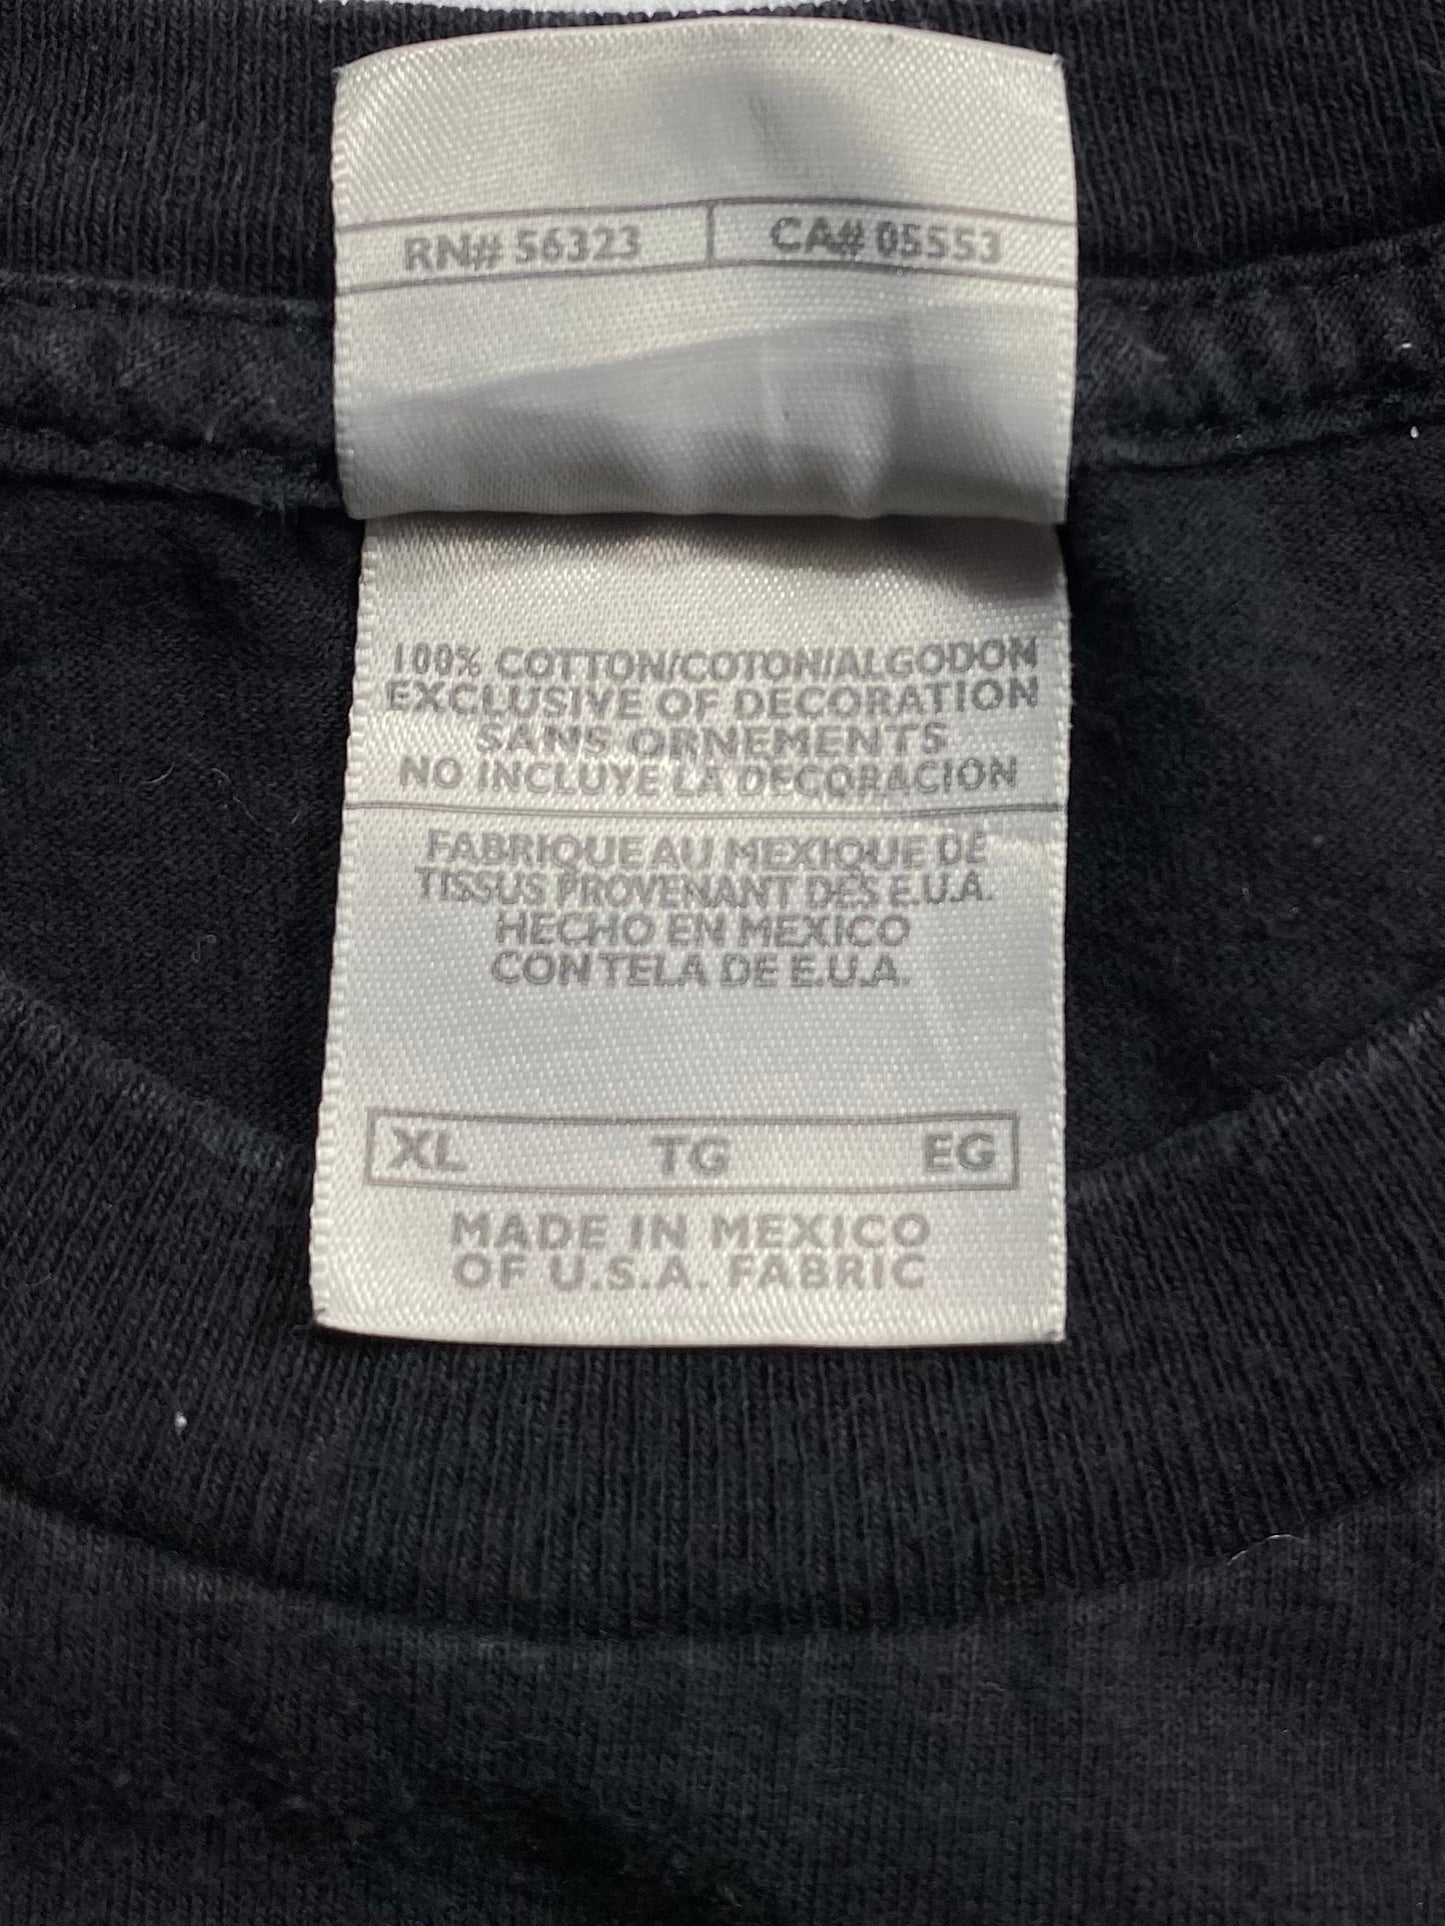 RN# 56323 CA# 05553
100% COTTON/COTON/ALGODON
EXCLUSIVE OF DECORATION
SANS ORNEMENTS
NO INCLUYE LA DECORACION
FABRIQUE AU MEXIQUE DE
TISSUS PROVENANT DES E.U.A.
HECHO EN MEXICO
CON TELA DE E.U.A.
XL TG EG
MADE IN MEXICO
OF U.S.A. FABRIC